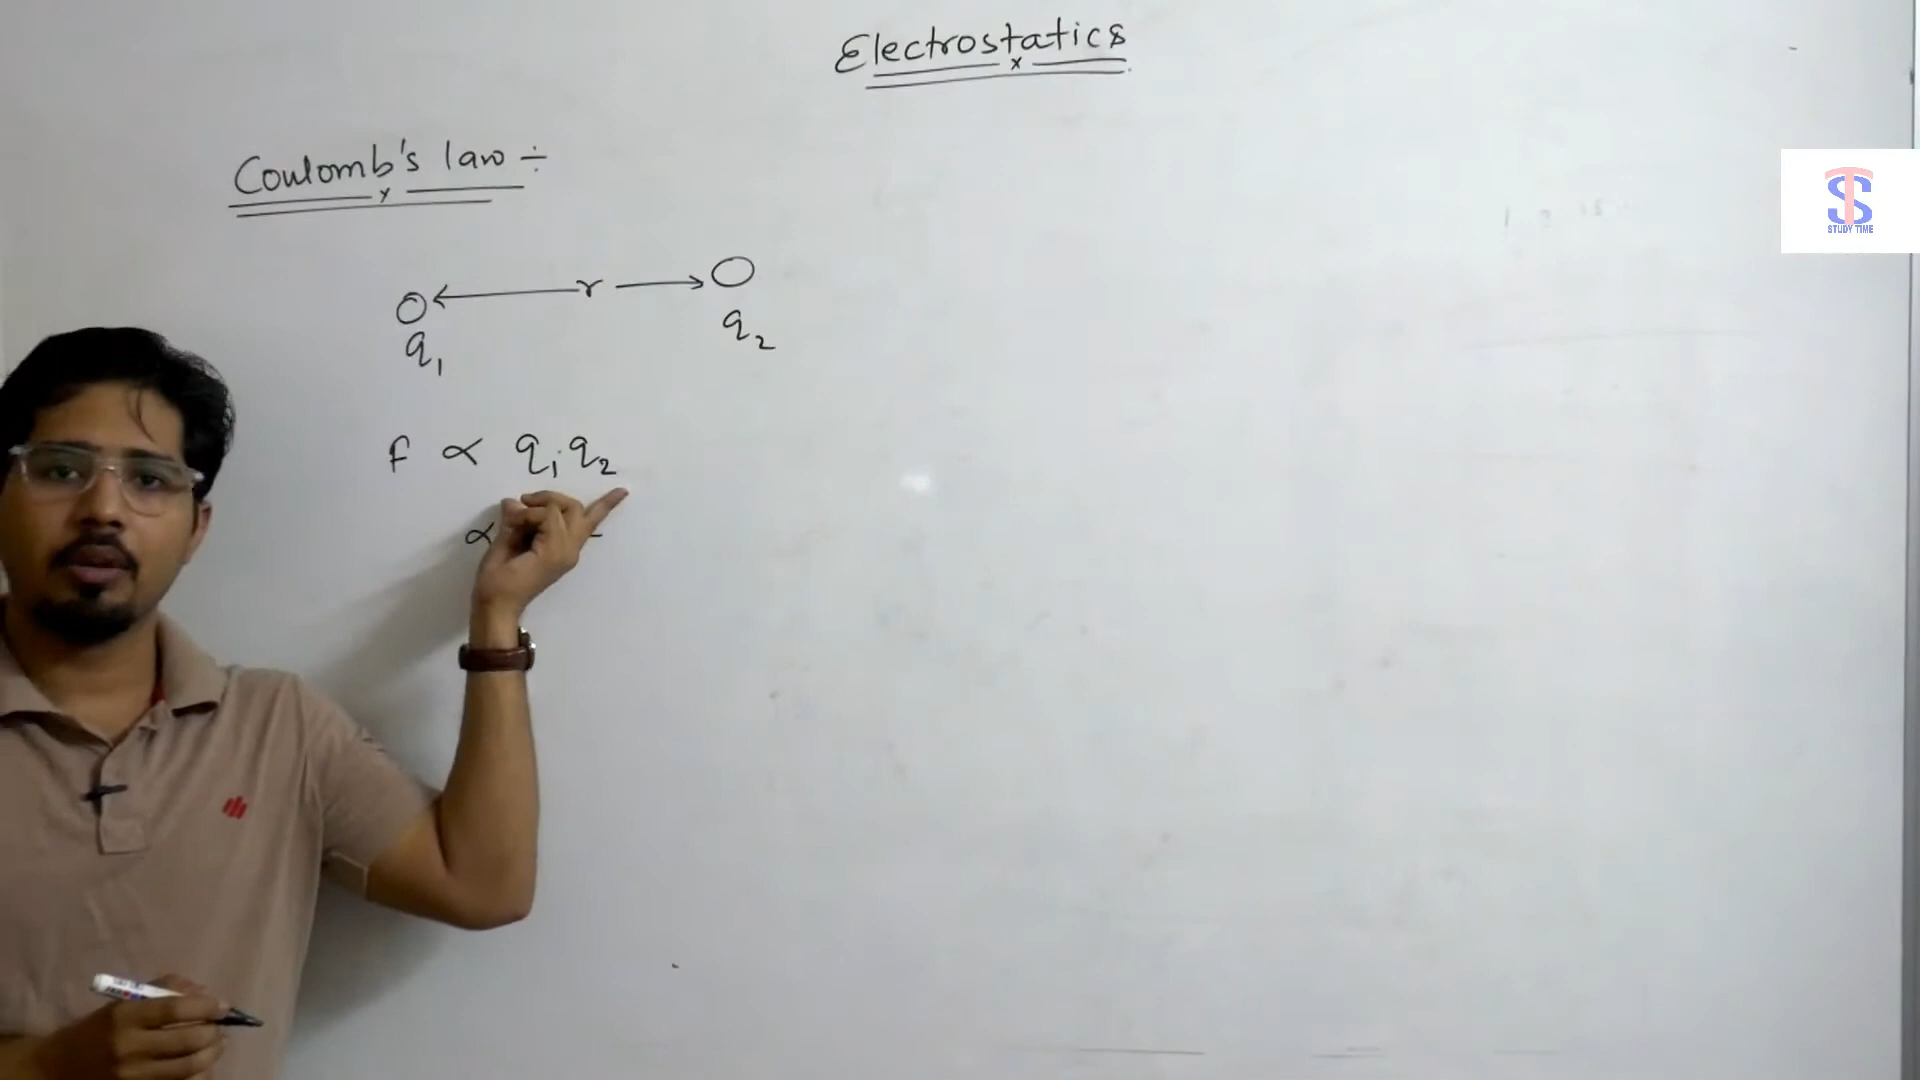 Electrostatics
Coulomb's law ÷
r
q₁
q₂
F ∝ q₁q₂
∝
STUDY TIME